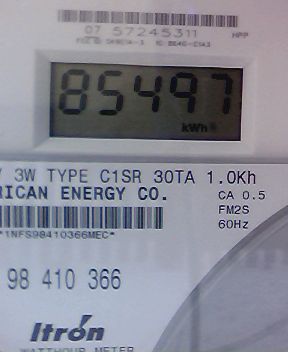 07 57245311 HPP
85497
kWh
V 3W TYPE C1SR 30TA 1.0Kh
RICAN ENERGY CO. CA 0.5
FM2S
60Hz
*1NFS98410366MEC*
98 410 366
Itron
WATTHOUR METER